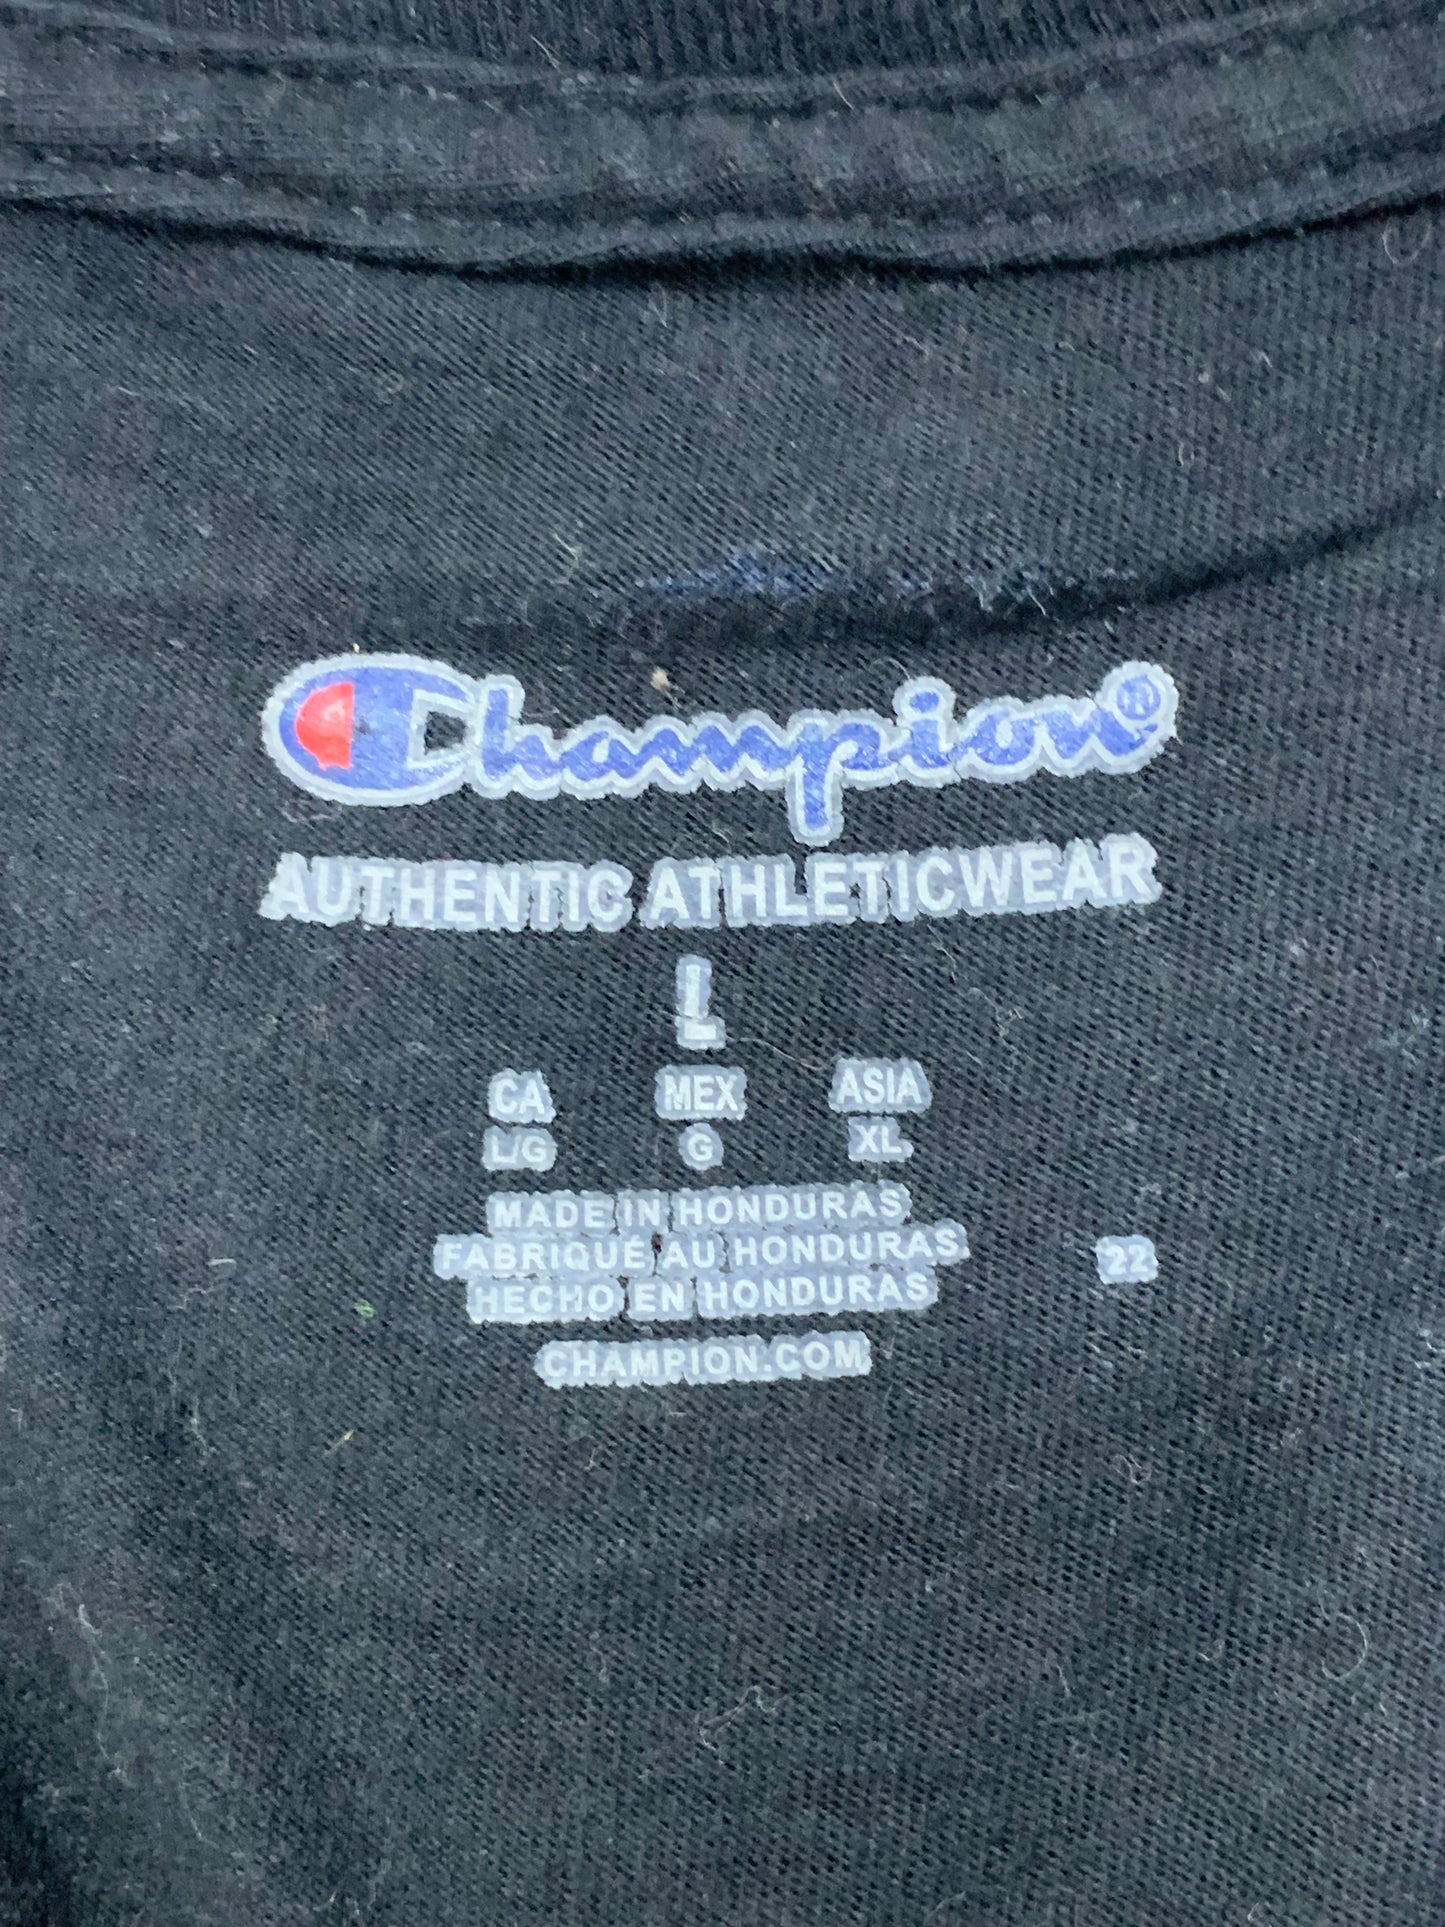 Champion®
AUTHENTIC ATHLETICWEAR
L
CA MEX ASIA
L/G G XL
MADE IN HONDURAS
FABRIQUÉ AU HONDURAS 22
HECHO EN HONDURAS
CHAMPION.COM